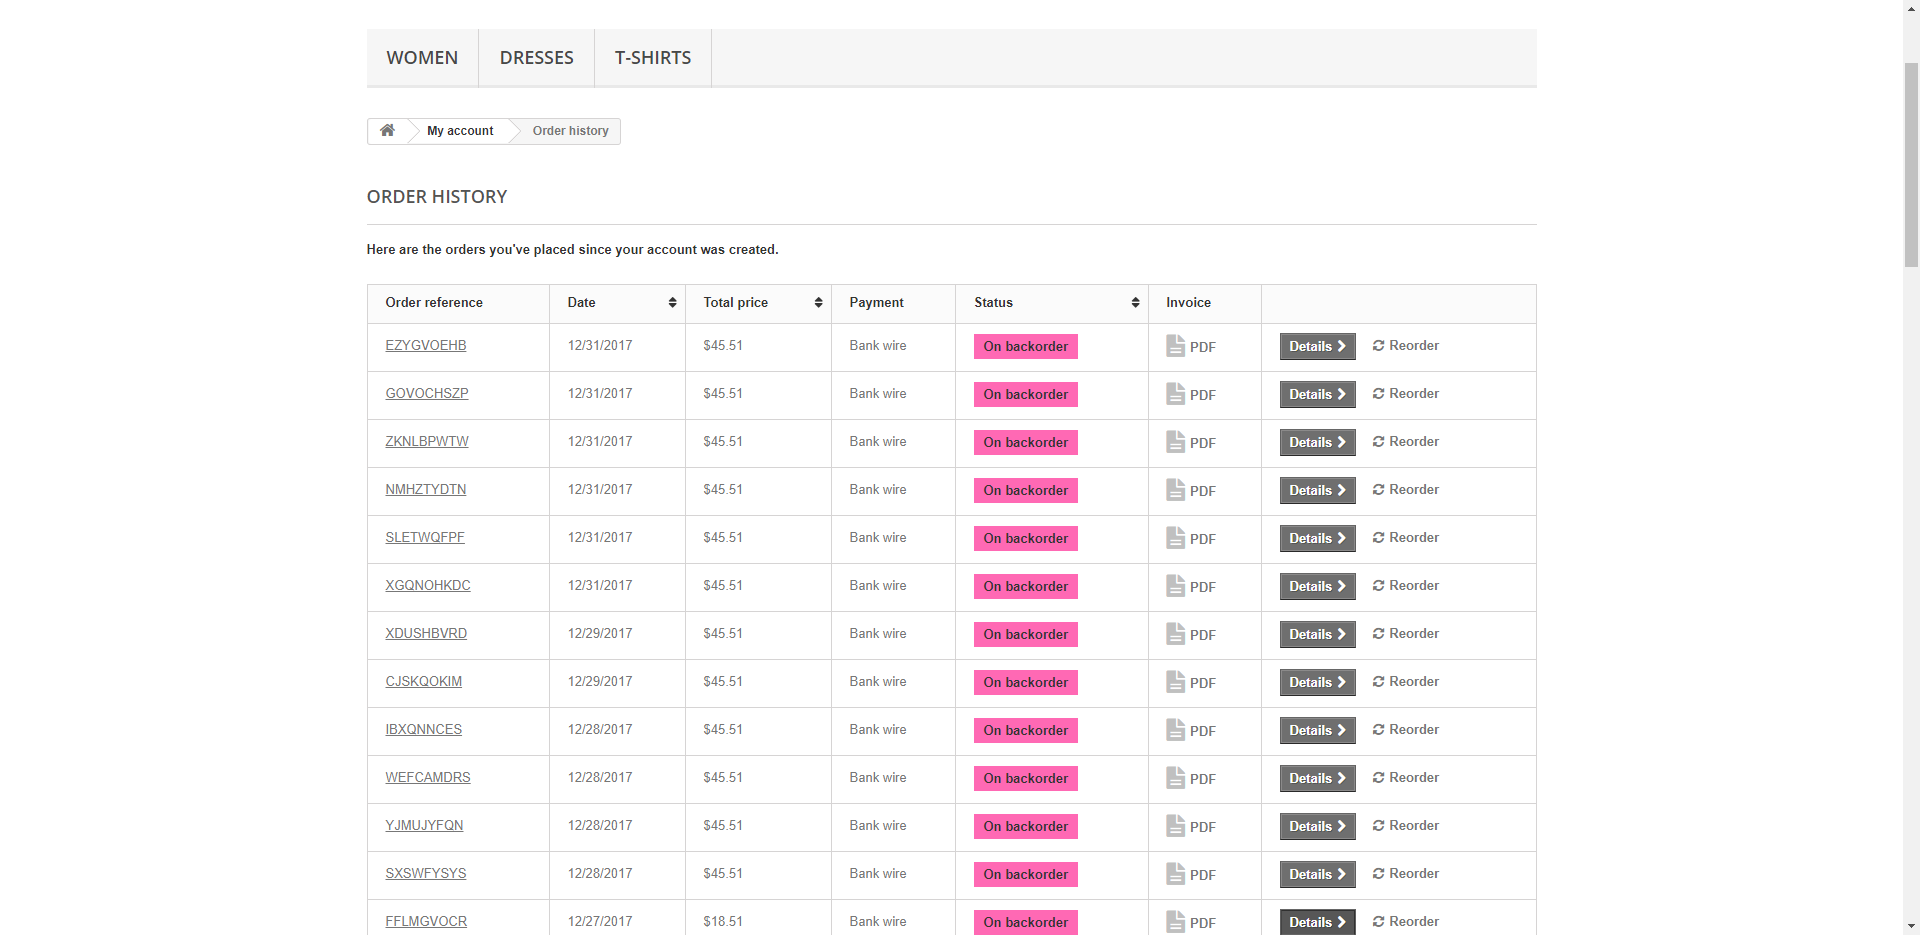 WOMEN DRESSES T-SHIRTS
My account Order history
ORDER HISTORY
Here are the orders you've placed since your account was created.
Order reference Date Total price Payment Status Invoice
EZYGVOEHB 12/31/2017 $45.51 Bank wire On backorder PDF Details Reorder
GOVOCHSZP 12/31/2017 $45.51 Bank wire On backorder PDF Details Reorder
ZKNLBPWTW 12/31/2017 $45.51 Bank wire On backorder PDF Details Reorder
NMHZTYDTN 12/31/2017 $45.51 Bank wire On backorder PDF Details Reorder
SLETWQFPF 12/31/2017 $45.51 Bank wire On backorder PDF Details Reorder
XGQNOHKDC 12/31/2017 $45.51 Bank wire On backorder PDF Details Reorder
XDUSHBVRD 12/29/2017 $45.51 Bank wire On backorder PDF Details Reorder
CJSKQOKIM 12/29/2017 $45.51 Bank wire On backorder PDF Details Reorder
IBXQNNCES 12/28/2017 $45.51 Bank wire On backorder PDF Details Reorder
WEFCAMDRS 12/28/2017 $45.51 Bank wire On backorder PDF Details Reorder
YJMUJYFQN 12/28/2017 $45.51 Bank wire On backorder PDF Details Reorder
SXSWFYSYS 12/28/2017 $45.51 Bank wire On backorder PDF Details Reorder
FFLMGVOCR 12/27/2017 $18.51 Bank wire On backorder PDF Details Reorder